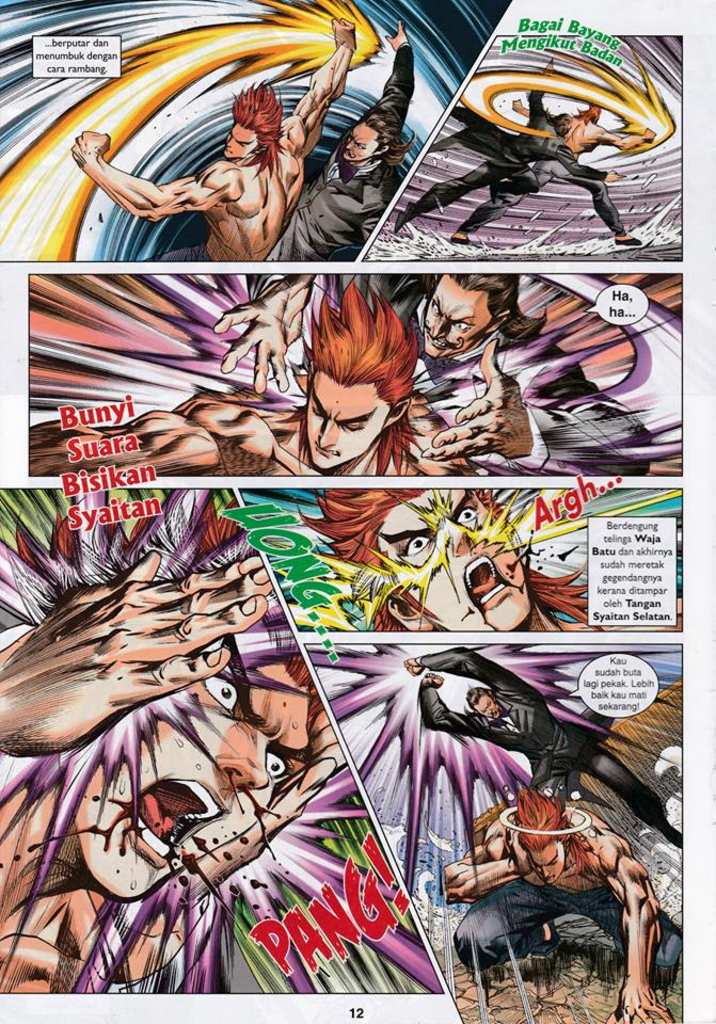 ...berputar dan
menumbuk dengan
cara rambang.
Bagai Bayang
Mengikut Badan
Ha,
ha...
Bunyi
Suara
Bisikan
Syaitan
Argh...
UONG....
Berdengung
telinga Waja
Batu dan akhirnya
sudah meretak
gegendangnya
kerana ditampar
oleh Tangan
Syaitan Selatan.
Kau
sudah buta
lagi pekak. Lebih
baik kau mati
sekarang!
PANG!
12